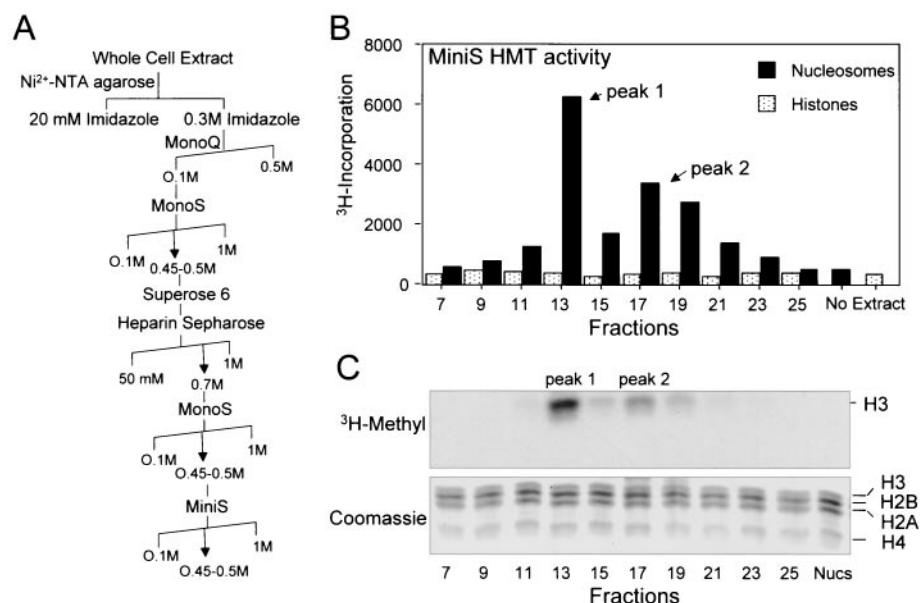 A
Whole Cell Extract
Ni2+-NTA agarose
20 mM Imidazole 0.3M Imidazole
MonoQ
O.1M 0.5M
MonoS
O.1M 1M
0.45-0.5M
Superose 6
Heparin Sepharose
50 mM 1M
0.7M
MonoS
O.1M 1M
O.45-0.5M
MiniS
O.1M 1M
O.45-0.5M
B
MiniS HMT activity
8000
6000
4000
2000
0
3H-Incorporation
peak 1
peak 2
Nucleosomes
Histones
7 9 11 13 15 17 19 21 23 25 No Extract
Fractions
C
peak 1 peak 2
3H-Methyl
H3
Coomassie
H3
H2B
H2A
H4
7 9 11 13 15 17 19 21 23 25 Nucs
Fractions